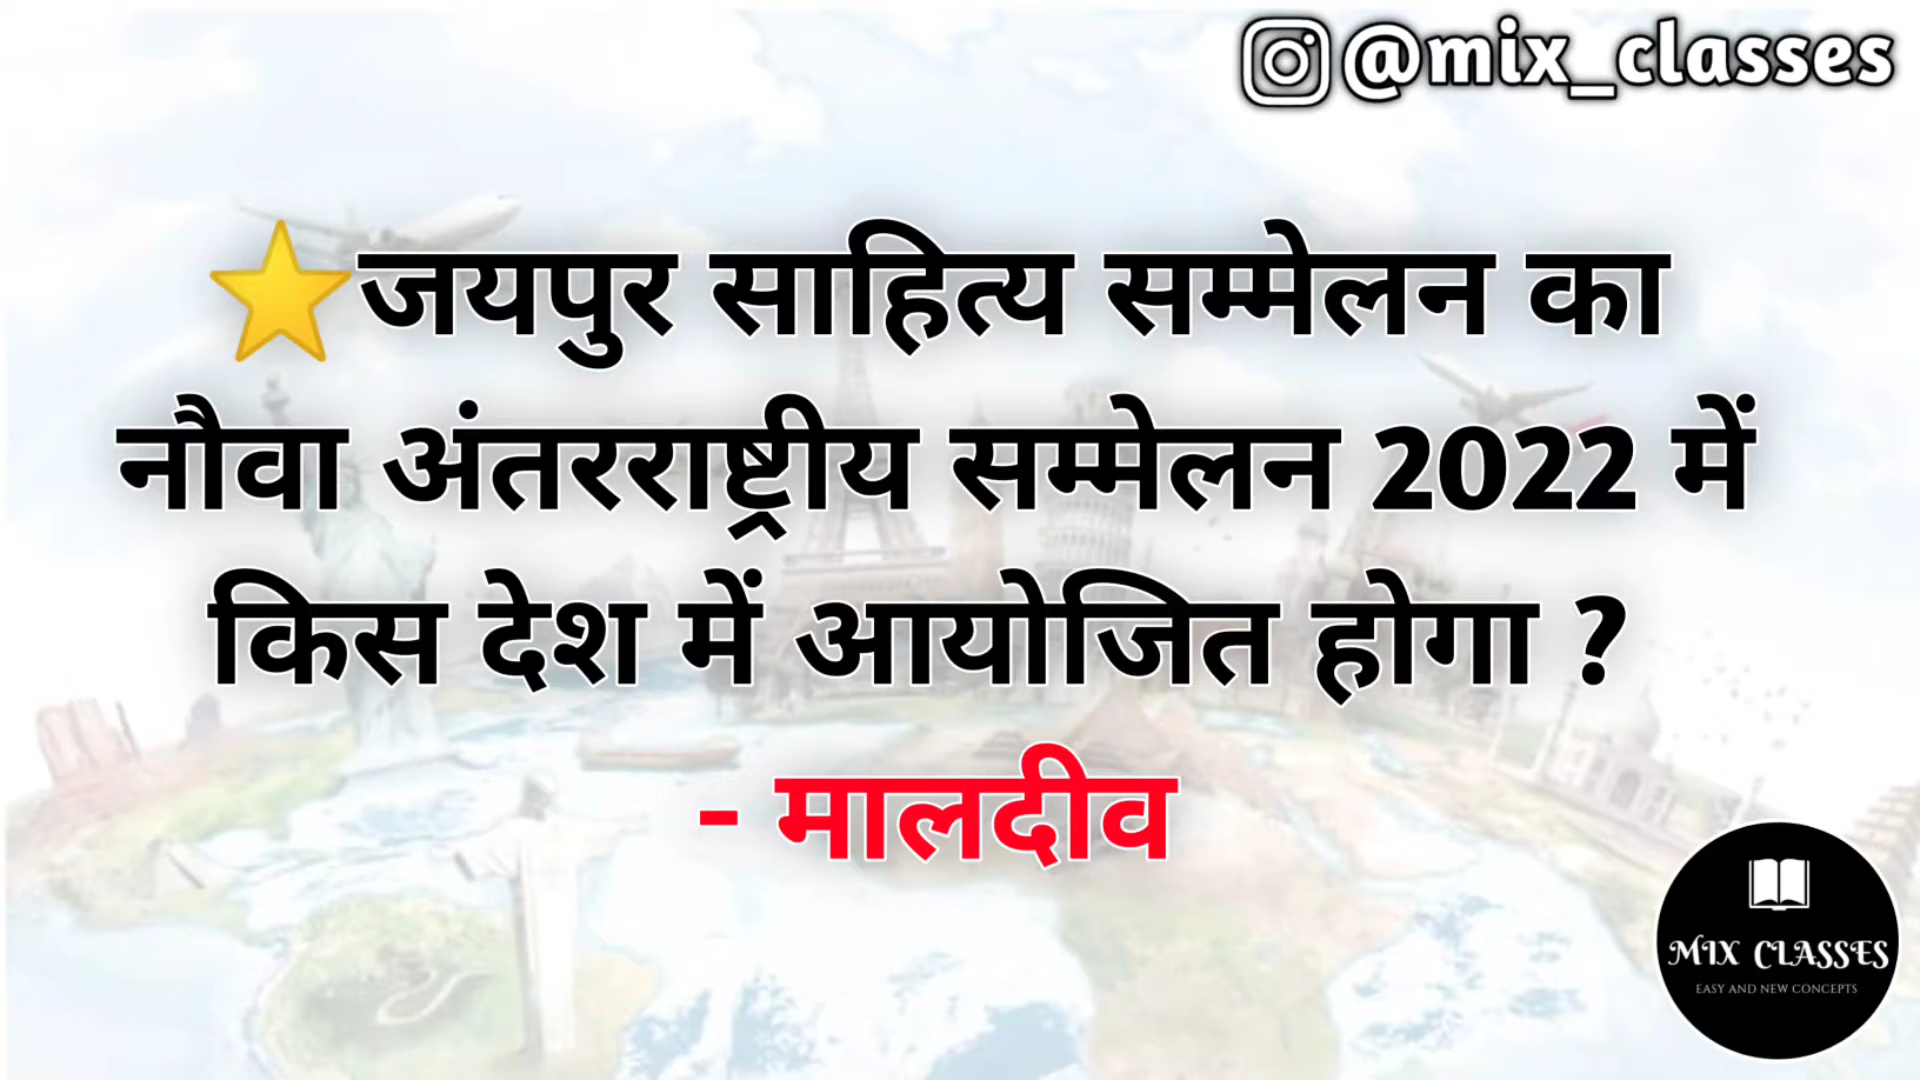 @mix_classes
⭐जयपुर साहित्य सम्मेलन का
नौवा अंतरराष्ट्रीय सम्मेलन 2022 में
किस देश में आयोजित होगा ?
- मालदीव
MIX CLASSES
EASY AND NEW CONCEPTS